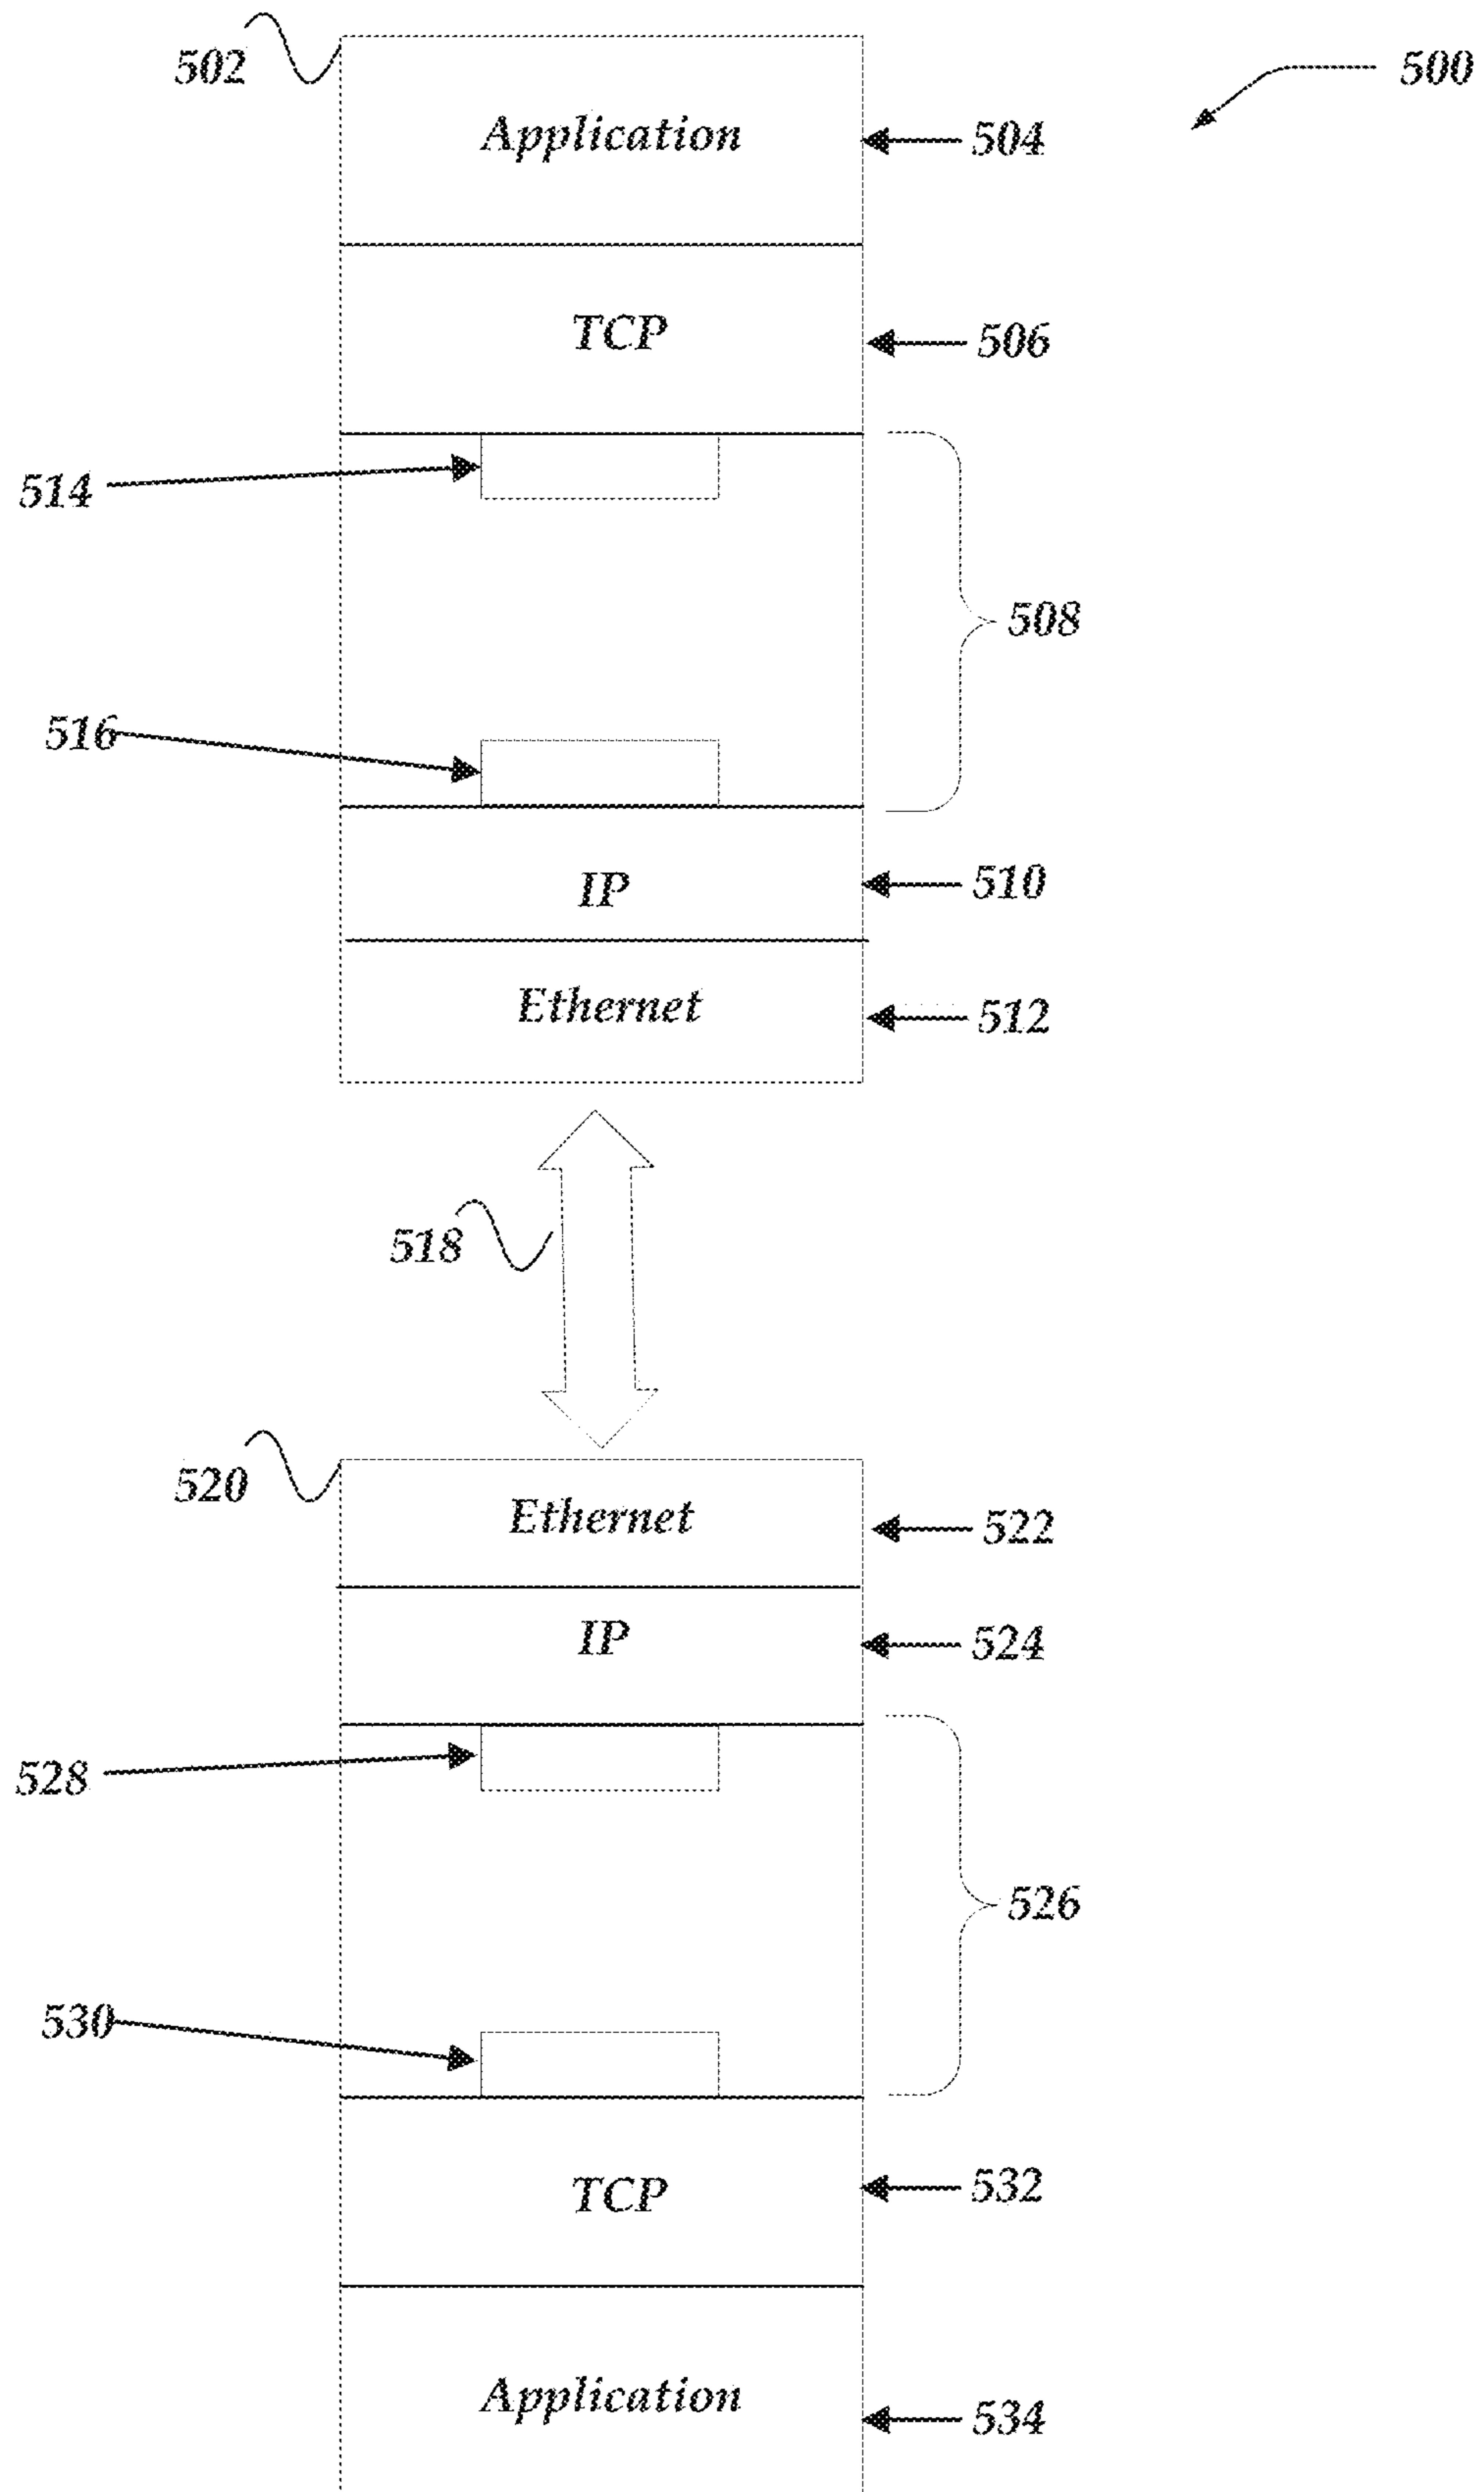 502
500
Application
504
TCP
506
514
508
516
IP
510
Ethernet
512
518
520
Ethernet
522
IP
524
528
526
530
TCP
532
Application
534